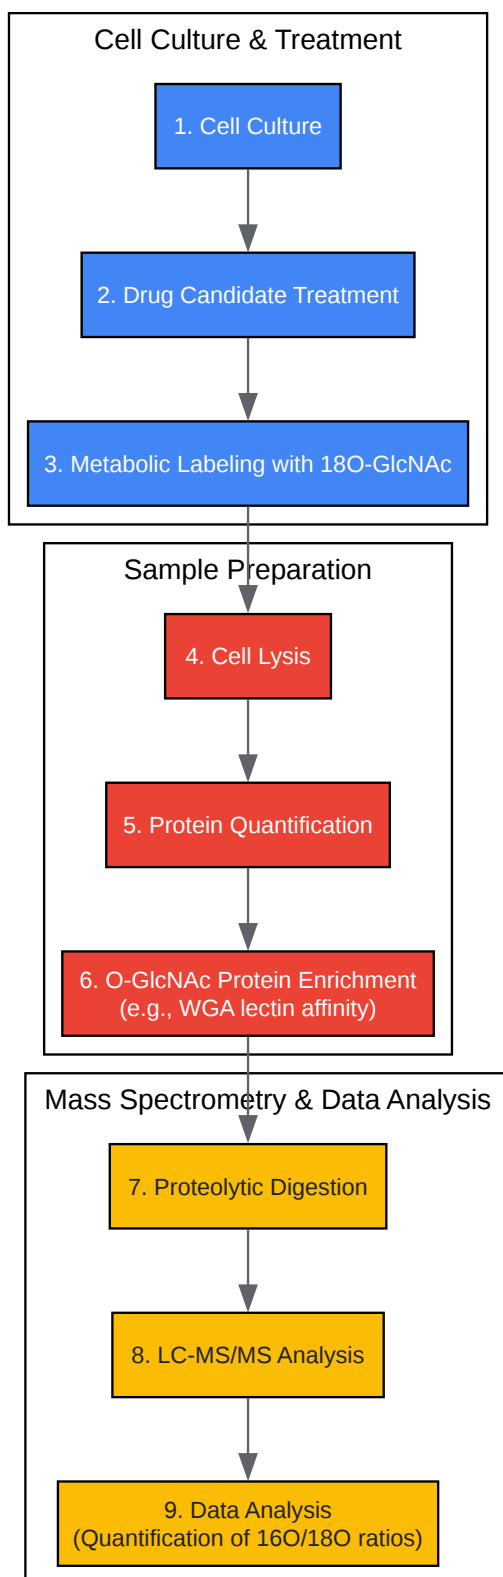 Cell Culture & Treatment
1. Cell Culture
2. Drug Candidate Treatment
3. Metabolic Labeling with 18O-GlcNAc
Sample Preparation
4. Cell Lysis
5. Protein Quantification
6. O-GlcNAc Protein Enrichment
(e.g., WGA lectin affinity)
Mass Spectrometry & Data Analysis
7. Proteolytic Digestion
8. LC-MS/MS Analysis
9. Data Analysis
(Quantification of 16O/18O ratios)